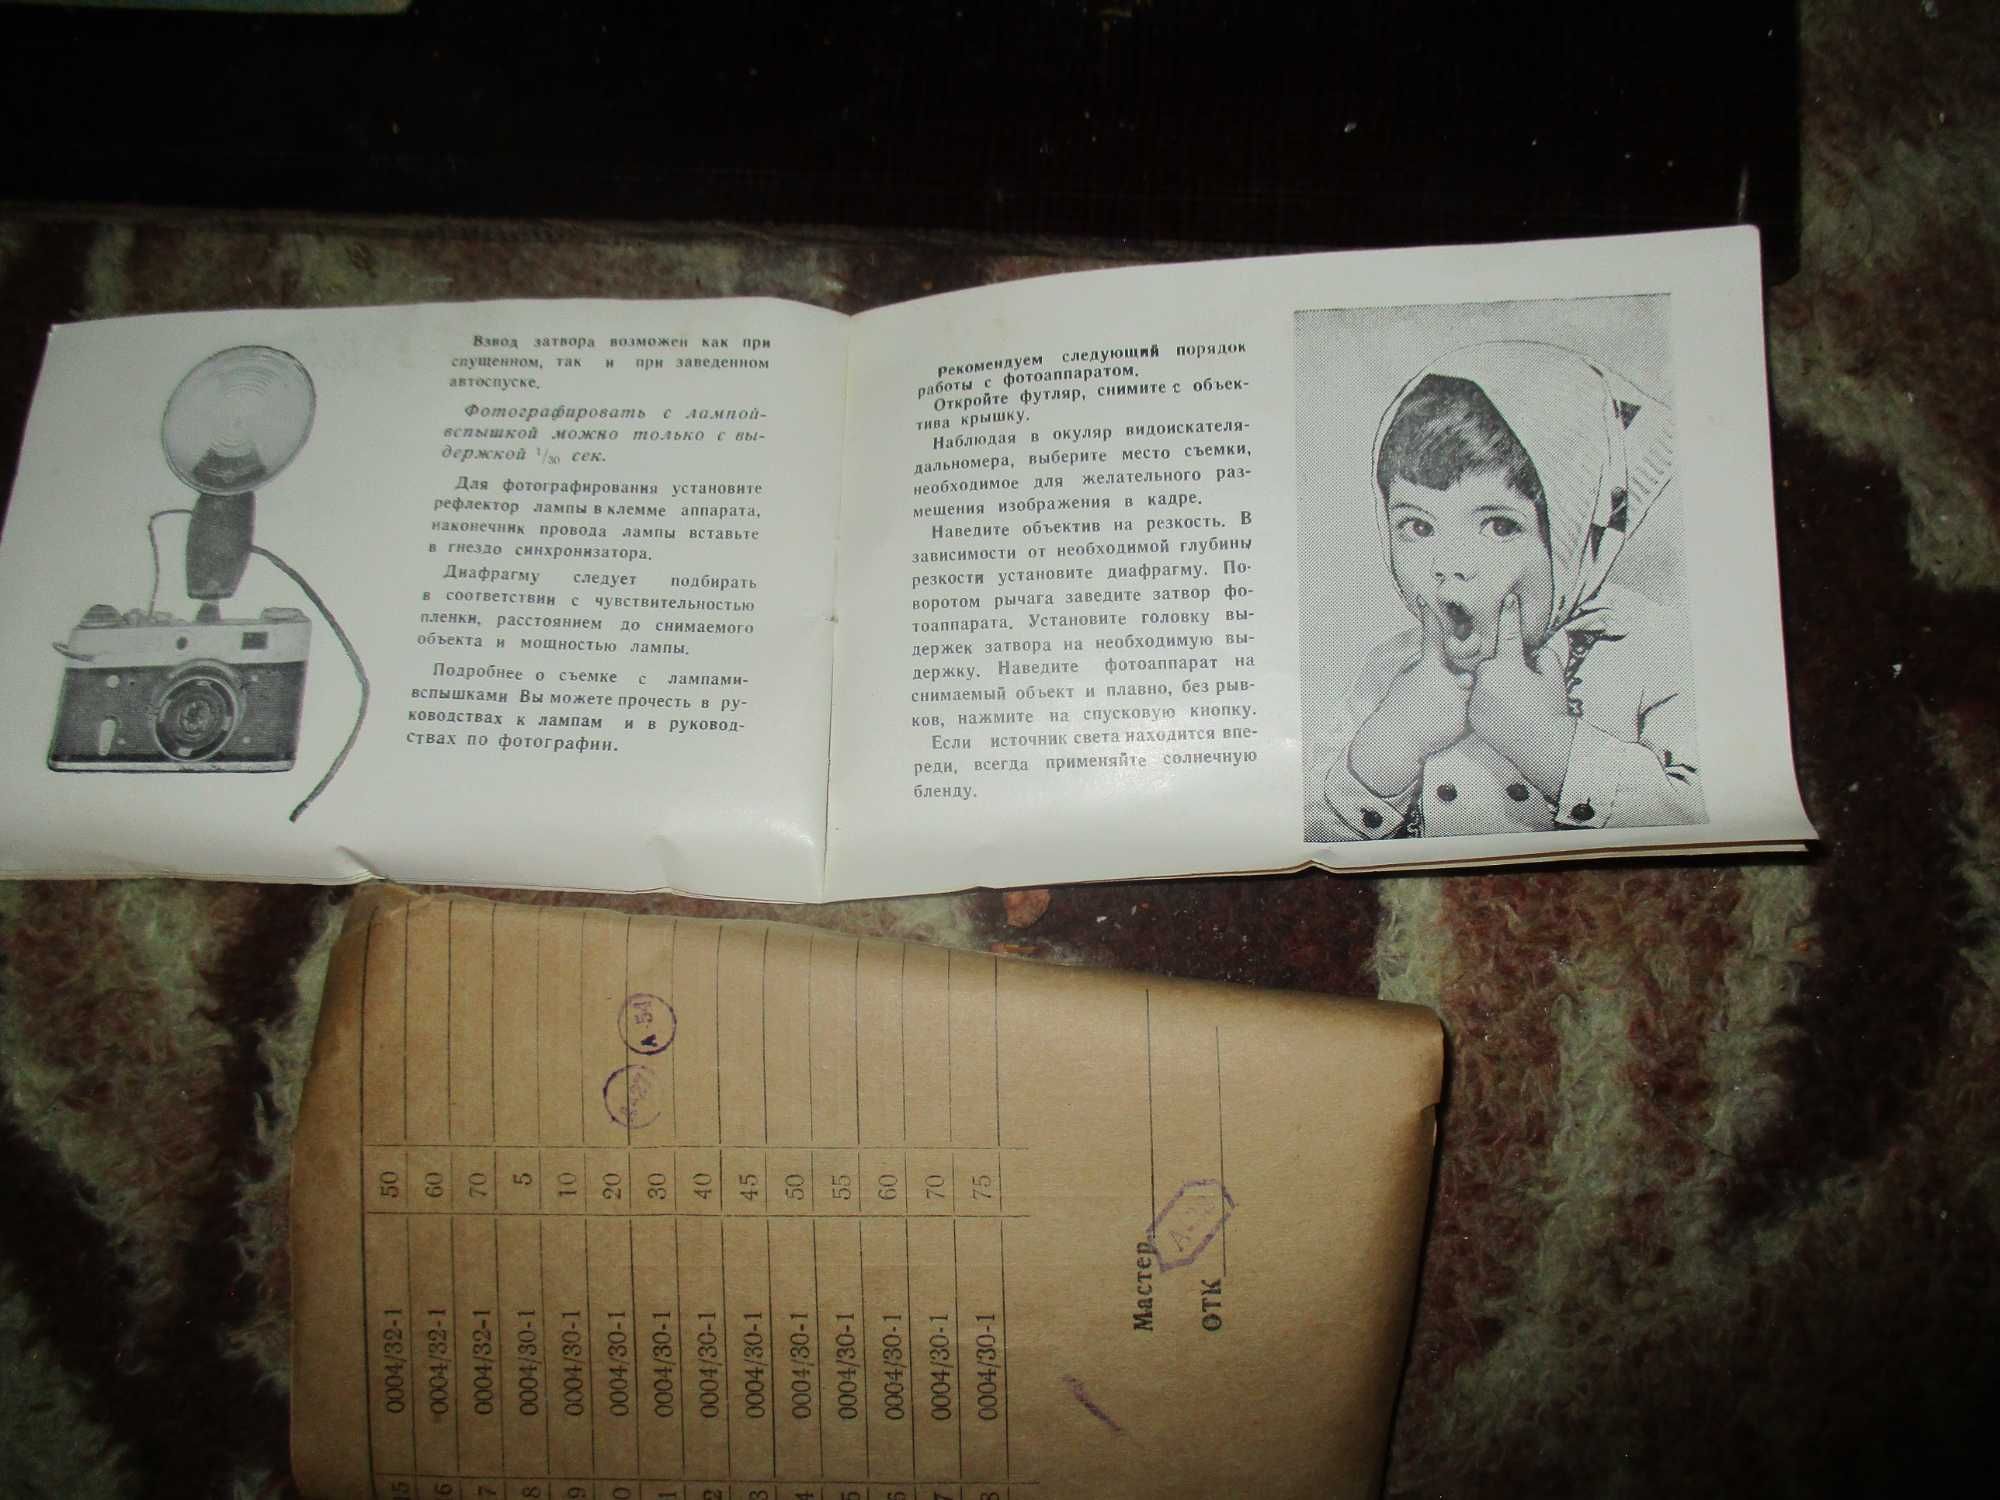 Взвод затвора возможен как при
спущенном, так и при заведенном
автоспуске.
Фотографировать с лампой-
вспышкой можно только с вы-
держкой 1/30 сек.
Для фотографирования установите
рефлектор лампы в клемме аппарата,
наконечник провода лампы вставьте
в гнездо синхронизатора.
Диафрагму следует подбирать
в соответствии с чувствительностью
пленки, расстоянием до снимаемого
объекта и мощностью лампы.
Подробнее о съемке с лампами-
вспышками Вы можете прочесть в ру-
ководствах к лампам и в руковод-
ствах по фотографии.
Рекомендуем следующий порядок
работы с фотоаппаратом.
Откройте футляр, снимите с объек-
тива крышку.
Наблюдая в окуляр видоискателя-
дальномера, выберите место съемки,
необходимое для желательного раз-
мещения изображения в кадре.
Наведите объектив на резкость. В
зависимости от необходимой глубины
резкости установите диафрагму. По-
воротом рычага заведите затвор фо-
тоаппарата. Установите головку вы-
держек затвора на необходимую вы-
держку. Наведите фотоаппарат на
снимаемый объект и плавно, без рыв-
ков, нажмите на спусковую кнопку.
Если источник света находится впе-
реди, всегда применяйте солнечную
бленду.
0004/32-1 50
0004/32-1 60
0004/32-1 70
0004/30-1 5
0004/30-1 10
0004/30-1 20
0004/30-1 30
0004/30-1 40
0004/30-1 45
0004/30-1 50
0004/30-1 55
0004/30-1 60
0004/30-1 70
0004/30-1 75
А-54
Мастер
ОТК